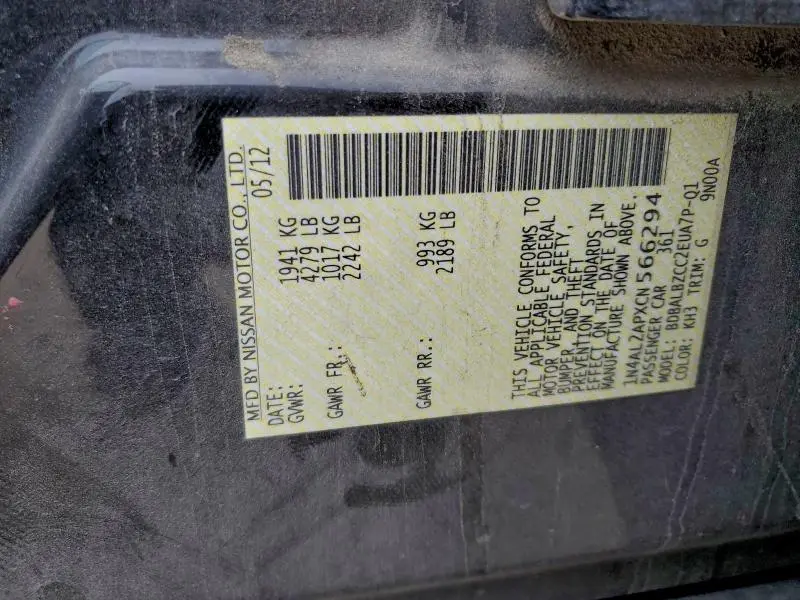 MFD BY NISSAN MOTOR CO., LTD.
DATE: 05/12
GVWR: 1941 KG
4279 LB
GAWR FR.: 1017 KG
2242 LB
GAWR RR.: 993 KG
2189 LB
THIS VEHICLE CONFORMS TO
ALL APPLICABLE FEDERAL
MOTOR VEHICLE SAFETY,
BUMPER, AND THEFT
PREVENTION STANDARDS IN
EFFECT ON THE DATE OF
MANUFACTURE SHOWN ABOVE.
1N4AL2APXCN566294
PASSENGER CAR 361
MODEL: BDBALBZCC2EUA7P-Q1
COLOR: KH3 TRIM: G 9N00A